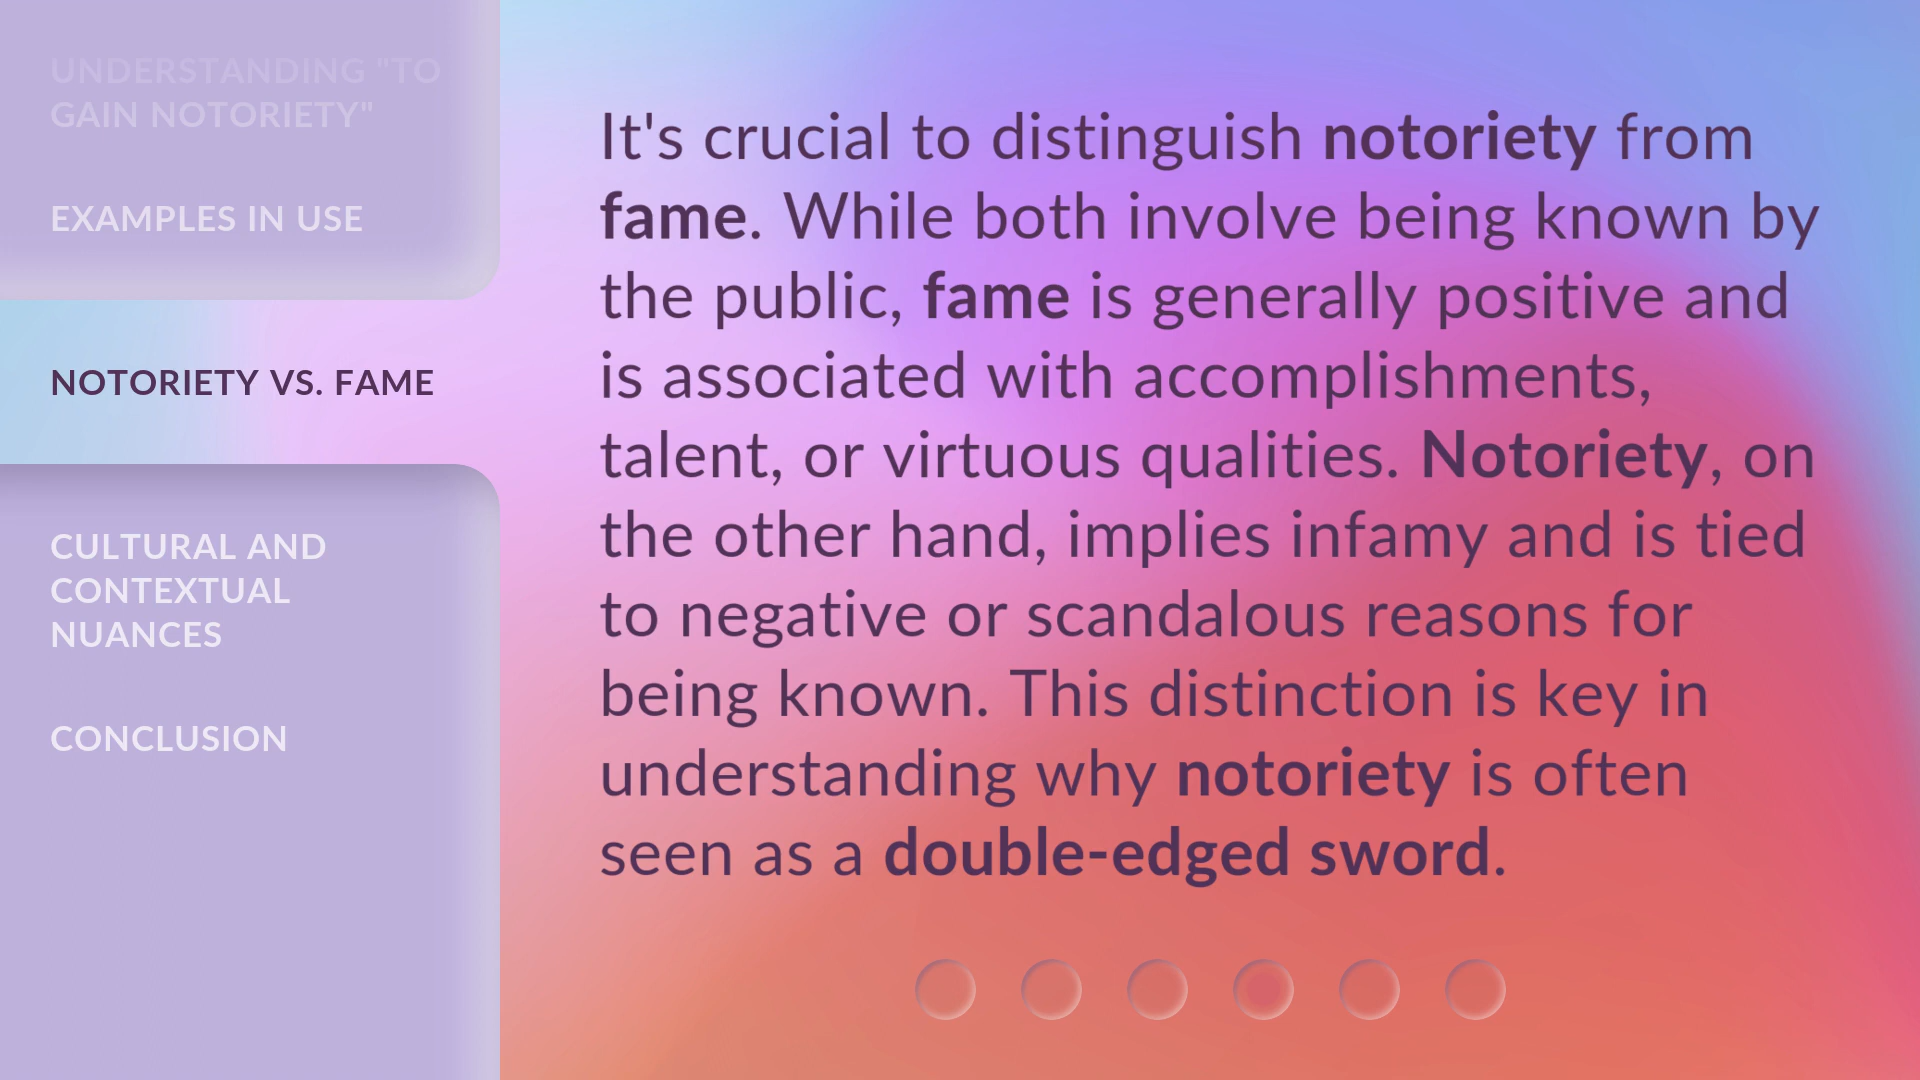 UNDERSTANDING "TO
GAIN NOTORIETY"
EXAMPLES IN USE
NOTORIETY VS. FAME
CULTURAL AND
CONTEXTUAL
NUANCES
CONCLUSION
It's crucial to distinguish notoriety from
fame. While both involve being known by
the public, fame is generally positive and
is associated with accomplishments,
talent, or virtuous qualities. Notoriety, on
the other hand, implies infamy and is tied
to negative or scandalous reasons for
being known. This distinction is key in
understanding why notoriety is often
seen as a double-edged sword.